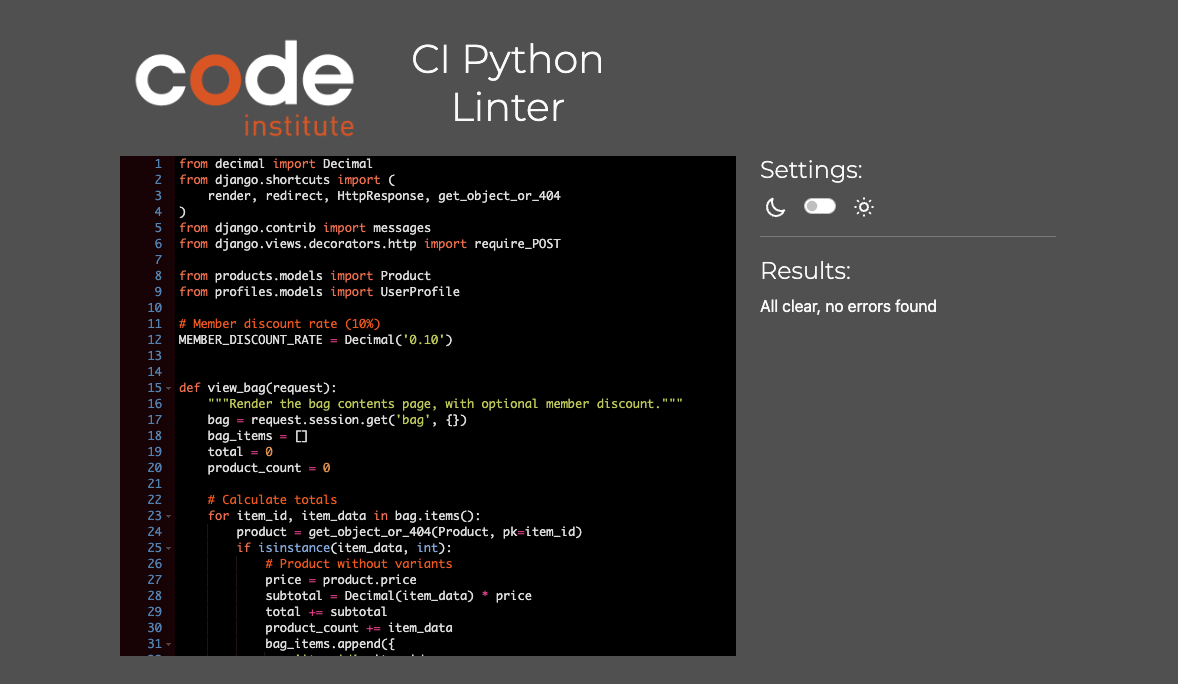 code
institute
CI Python
Linter
1 from decimal import Decimal
2 from django.shortcuts import (
3     render, redirect, HttpResponse, get_object_or_404
4 )
5 from django.contrib import messages
6 from django.views.decorators.http import require_POST
7
8 from products.models import Product
9 from profiles.models import UserProfile
10
11 # Member discount rate (10%)
12 MEMBER_DISCOUNT_RATE = Decimal('0.10')
13
14
15 def view_bag(request):
16     """Render the bag contents page, with optional member discount."""
17     bag = request.session.get('bag', {})
18     bag_items = []
19     total = 0
20     product_count = 0
21
22     # Calculate totals
23     for item_id, item_data in bag.items():
24         product = get_object_or_404(Product, pk=item_id)
25         if isinstance(item_data, int):
26             # Product without variants
27             price = product.price
28             subtotal = Decimal(item_data) * price
29             total += subtotal
30             product_count += item_data
31             bag_items.append({
Settings:
Results:
All clear, no errors found